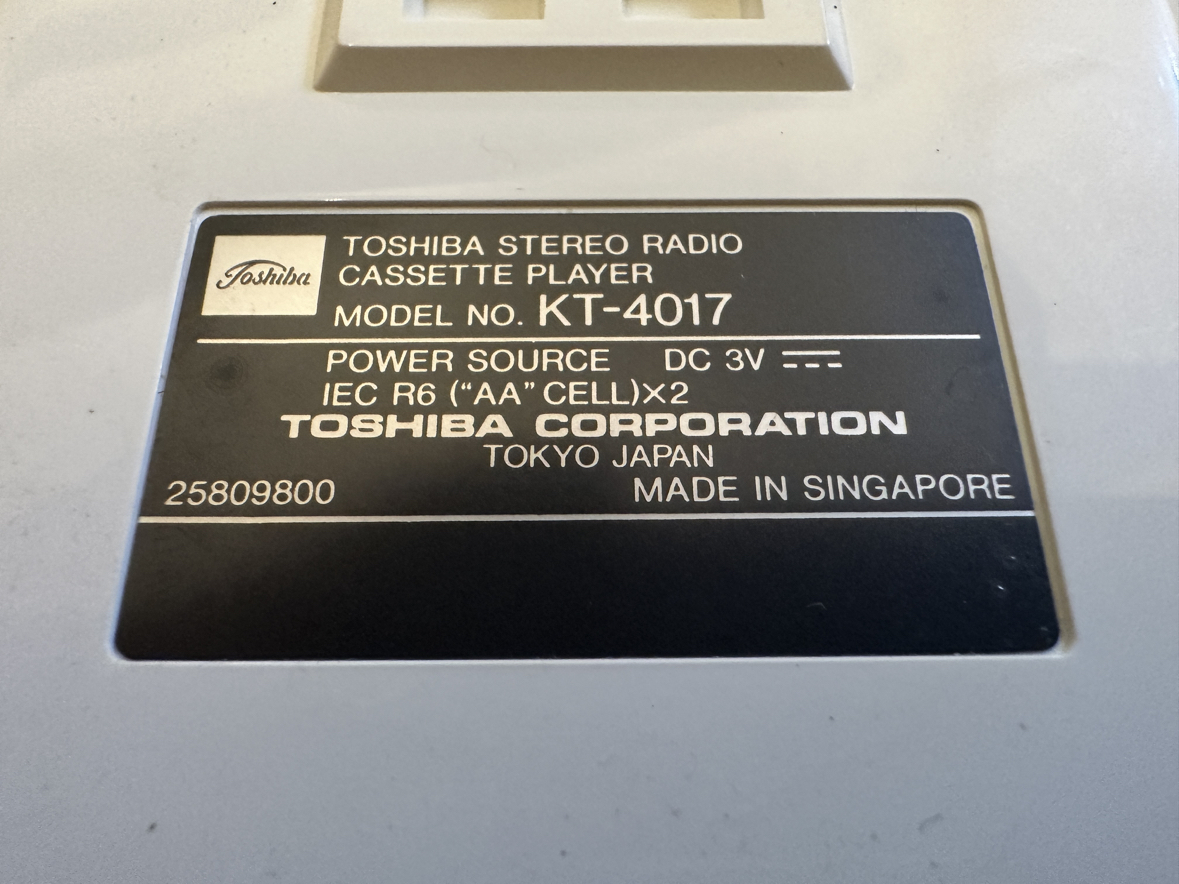 Toshiba
TOSHIBA STEREO RADIO
CASSETTE PLAYER
MODEL NO. KT-4017
POWER SOURCE DC 3V
IEC R6 (“AA” CELL)×2
TOSHIBA CORPORATION
TOKYO JAPAN
25809800 MADE IN SINGAPORE